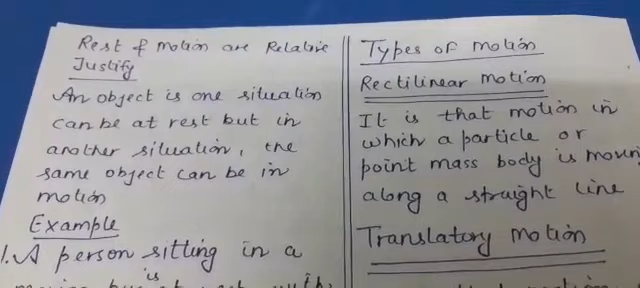 Rest & motion are Relative
Justify
An object is one situation
can be at rest but in
another situation, the
same object can be in
motion
Example
1. A person sitting in a
is
Types of motion
Rectilinear motion
It is that motion in
which a particle or
point mass body is movin
along a straight line
Translatory motion